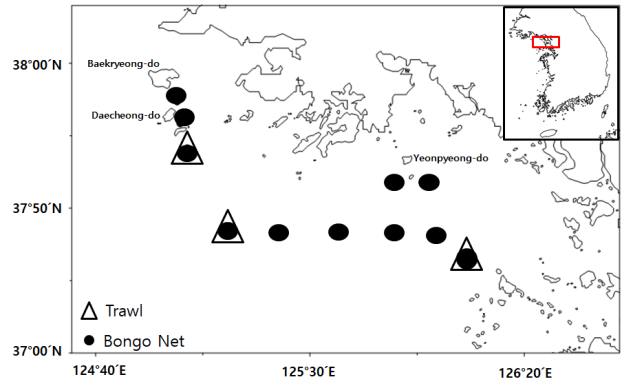 38°00´N
Baekryeong-do
Daecheong-do
Yeonpyeong-do
37°50´N
Trawl
Bongo Net
37°00´N
124°40´E
125°30´E
126°20´E